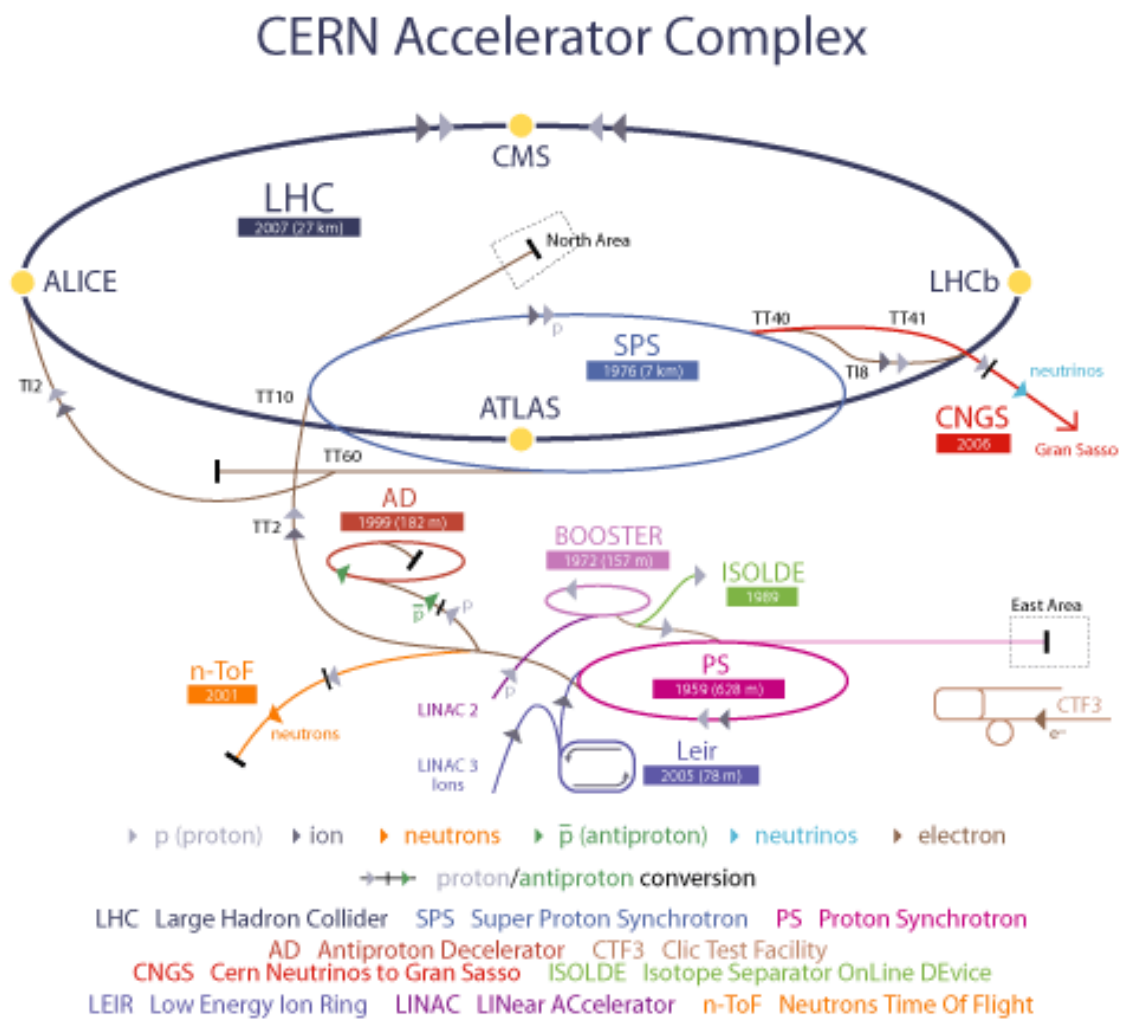 CERN Accelerator Complex
CMS
LHC
2007 (27 km)
North Area
ALICE
LHCb
p
TT40
TT41
SPS
1976 (7 km)
TI8
TI2
TT10
ATLAS
neutrinos
CNGS
2006
Gran Sasso
TT60
AD
1999 (182 m)
TT2
BOOSTER
1972 (157 m)
ISOLDE
1989
p̅
p
East Area
n-ToF
2001
PS
1959 (628 m)
p
LINAC 2
neutrons
CTF3
e⁻
LINAC 3
Ions
Leir
2005 (78 m)
p (proton) ion neutrons p̅ (antiproton) neutrinos electron
proton/antiproton conversion
LHC Large Hadron Collider SPS Super Proton Synchrotron PS Proton Synchrotron
AD Antiproton Decelerator CTF3 Clic Test Facility
CNGS Cern Neutrinos to Gran Sasso ISOLDE Isotope Separator OnLine DEvice
LEIR Low Energy Ion Ring LINAC LINear ACcelerator n-ToF Neutrons Time Of Flight